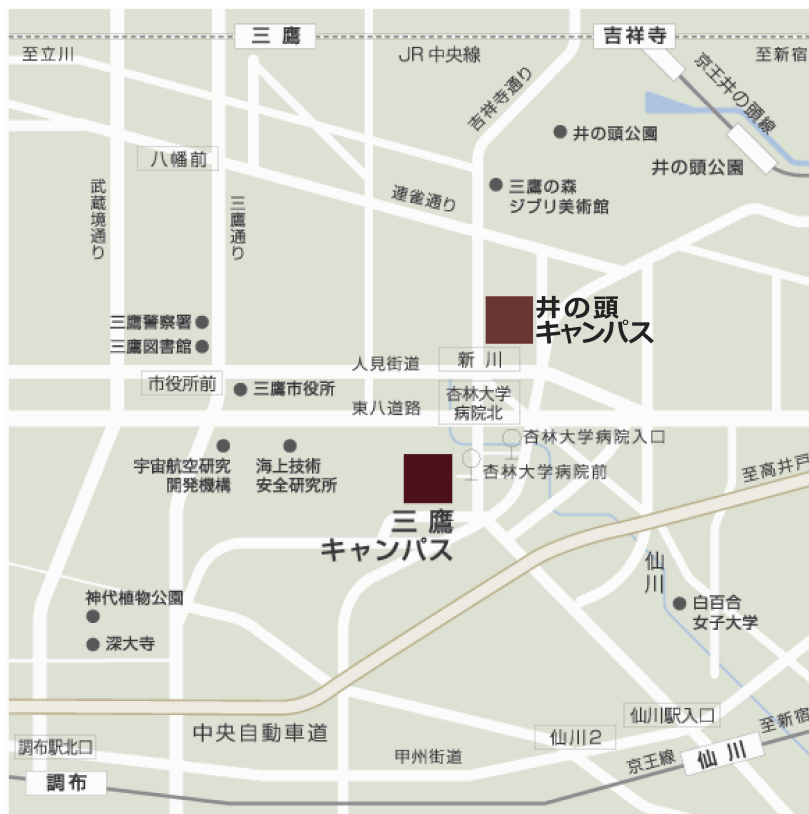 三鷹
吉祥寺
至立川
JR中央線
至新宿
吉祥寺通り
京王井の頭線
井の頭公園
井の頭公園
八幡前
三鷹の森
ジブリ美術館
連雀通り
武蔵境通り
三鷹通り
井の頭
キャンパス
三鷹警察署
三鷹図書館
人見街道
新川
市役所前
三鷹市役所
東八道路
杏林大学
病院北
杏林大学病院入口
杏林大学病院前
宇宙航空研究
開発機構
海上技術
安全研究所
至高井戸
三鷹
キャンパス
仙川
神代植物公園
深大寺
白百合
女子大学
中央自動車道
仙川駅入口
至新宿
仙川2
調布駅北口
甲州街道
京王線
仙川
調布